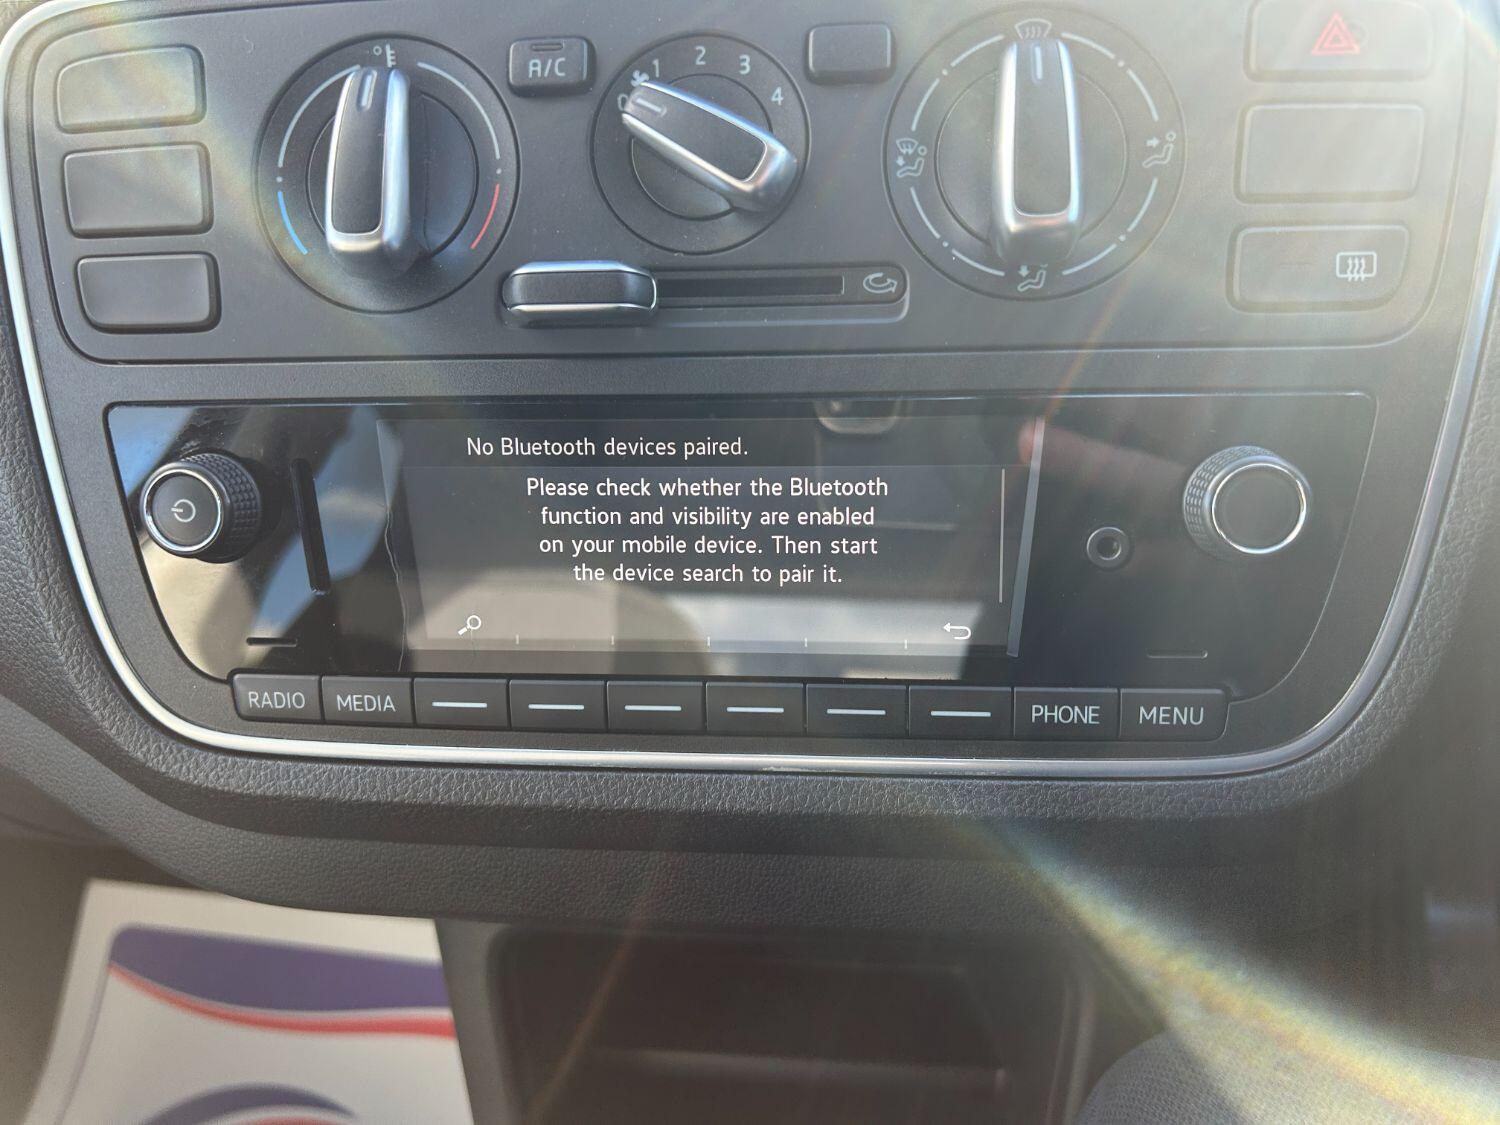 A/C
1 2 3 4
0
No Bluetooth devices paired.
Please check whether the Bluetooth
function and visibility are enabled
on your mobile device. Then start
the device search to pair it.
RADIO MEDIA PHONE MENU